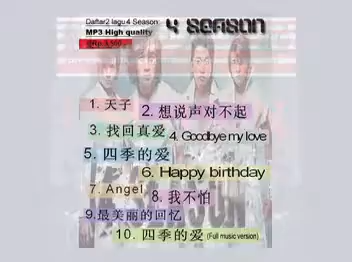 Daftar2 lagu 4 Season:
4 SEASON
MP3 High quality
1. 天子
2. 想说声对不起
3. 找回真爱
4. Goodbye my love
5. 四季的爱
6. Happy birthday
7. Angel
8. 我不怕
9.最美丽的回忆
10. 四季的爱 (Full music version)